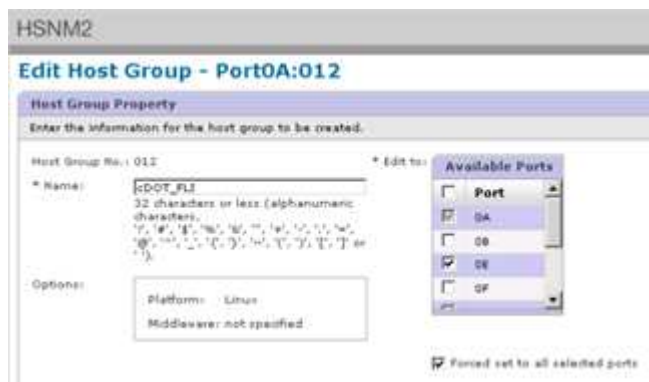 HSNM2
Edit Host Group - Port0A:012
Host Group Property
Enter the information for the host group to be created.
Host Group No.: 012
* Name:
cDOT_FLI
32 characters or less (alphanumeric
characters,
'!', '#', '$', '%', '&', ''', '+', '-', '.', '=',
'@', '^', '_', '{', '}', '~', '(', ')', '[', ']' or
' ').
Options:
Platform: Linux
Middleware: not specified
* Edit to:
Available Ports
Port
0A
0B
0E
0F
Forced set to all selected ports